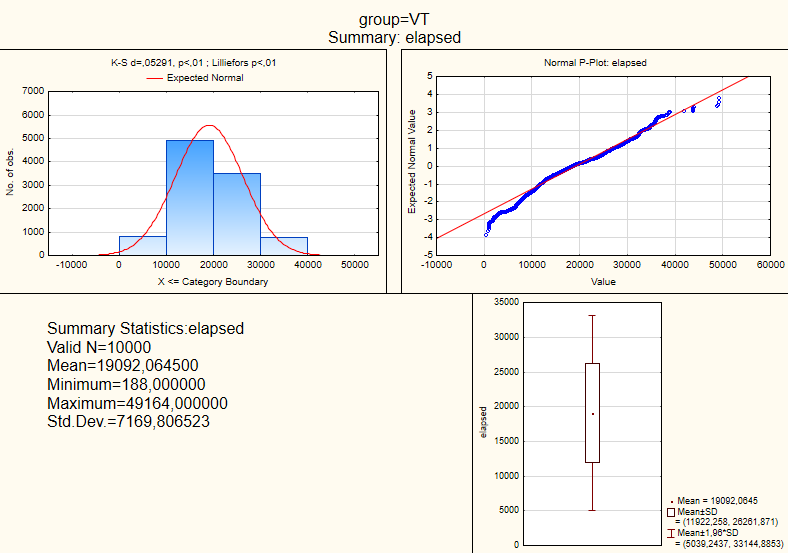 group=VT
Summary: elapsed
K-S d=,05291, p<,01 ; Lilliefors p<,01
Expected Normal
7000
6000
5000
4000
3000
2000
1000
0
No. of obs.
-10000 0 10000 20000 30000 40000 50000
X <= Category Boundary
Normal P-Plot: elapsed
5
4
3
2
1
0
-1
-2
-3
-4
-5
Expected Normal Value
-10000 0 10000 20000 30000 40000 50000 60000
Value
Summary Statistics:elapsed
Valid N=10000
Mean=19092,064500
Minimum=188,000000
Maximum=49164,000000
Std.Dev.=7169,806523
35000
30000
25000
20000
15000
10000
5000
0
elapsed
Mean = 19092,0645
Mean±SD
= (11922,258, 26261,871)
Mean±1,96*SD
= (5039,2437, 33144,8853)